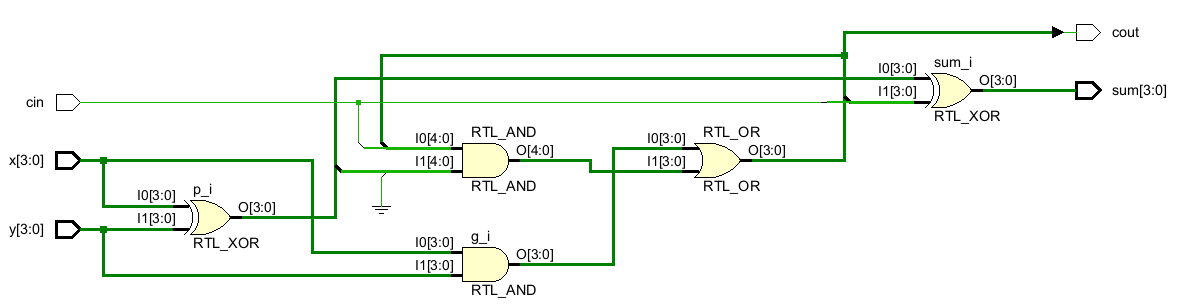 cout
sum_i
I0[3:0]
O[3:0]
sum[3:0]
cin
I1[3:0]
RTL_XOR
RTL_AND
RTL_OR
I0[4:0]
I0[3:0]
x[3:0]
I1[4:0]
O[4:0]
I1[3:0]
O[3:0]
RTL_AND
RTL_OR
p_i
I0[3:0]
O[3:0]
I1[3:0]
y[3:0]
RTL_XOR
g_i
I0[3:0]
O[3:0]
I1[3:0]
RTL_AND